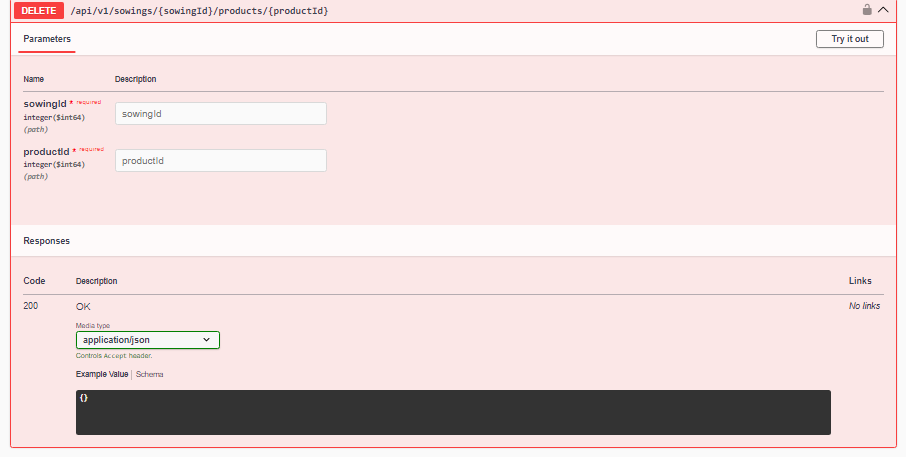 DELETE /api/v1/sowings/{sowingId}/products/{productId}
Parameters Try it out
Name Description
sowingId * required
integer($int64)
(path)
sowingId
productId * required
integer($int64)
(path)
productId
Responses
Code Description Links
200 OK No links
Media type
application/json
Controls Accept header.
Example Value Schema
{}